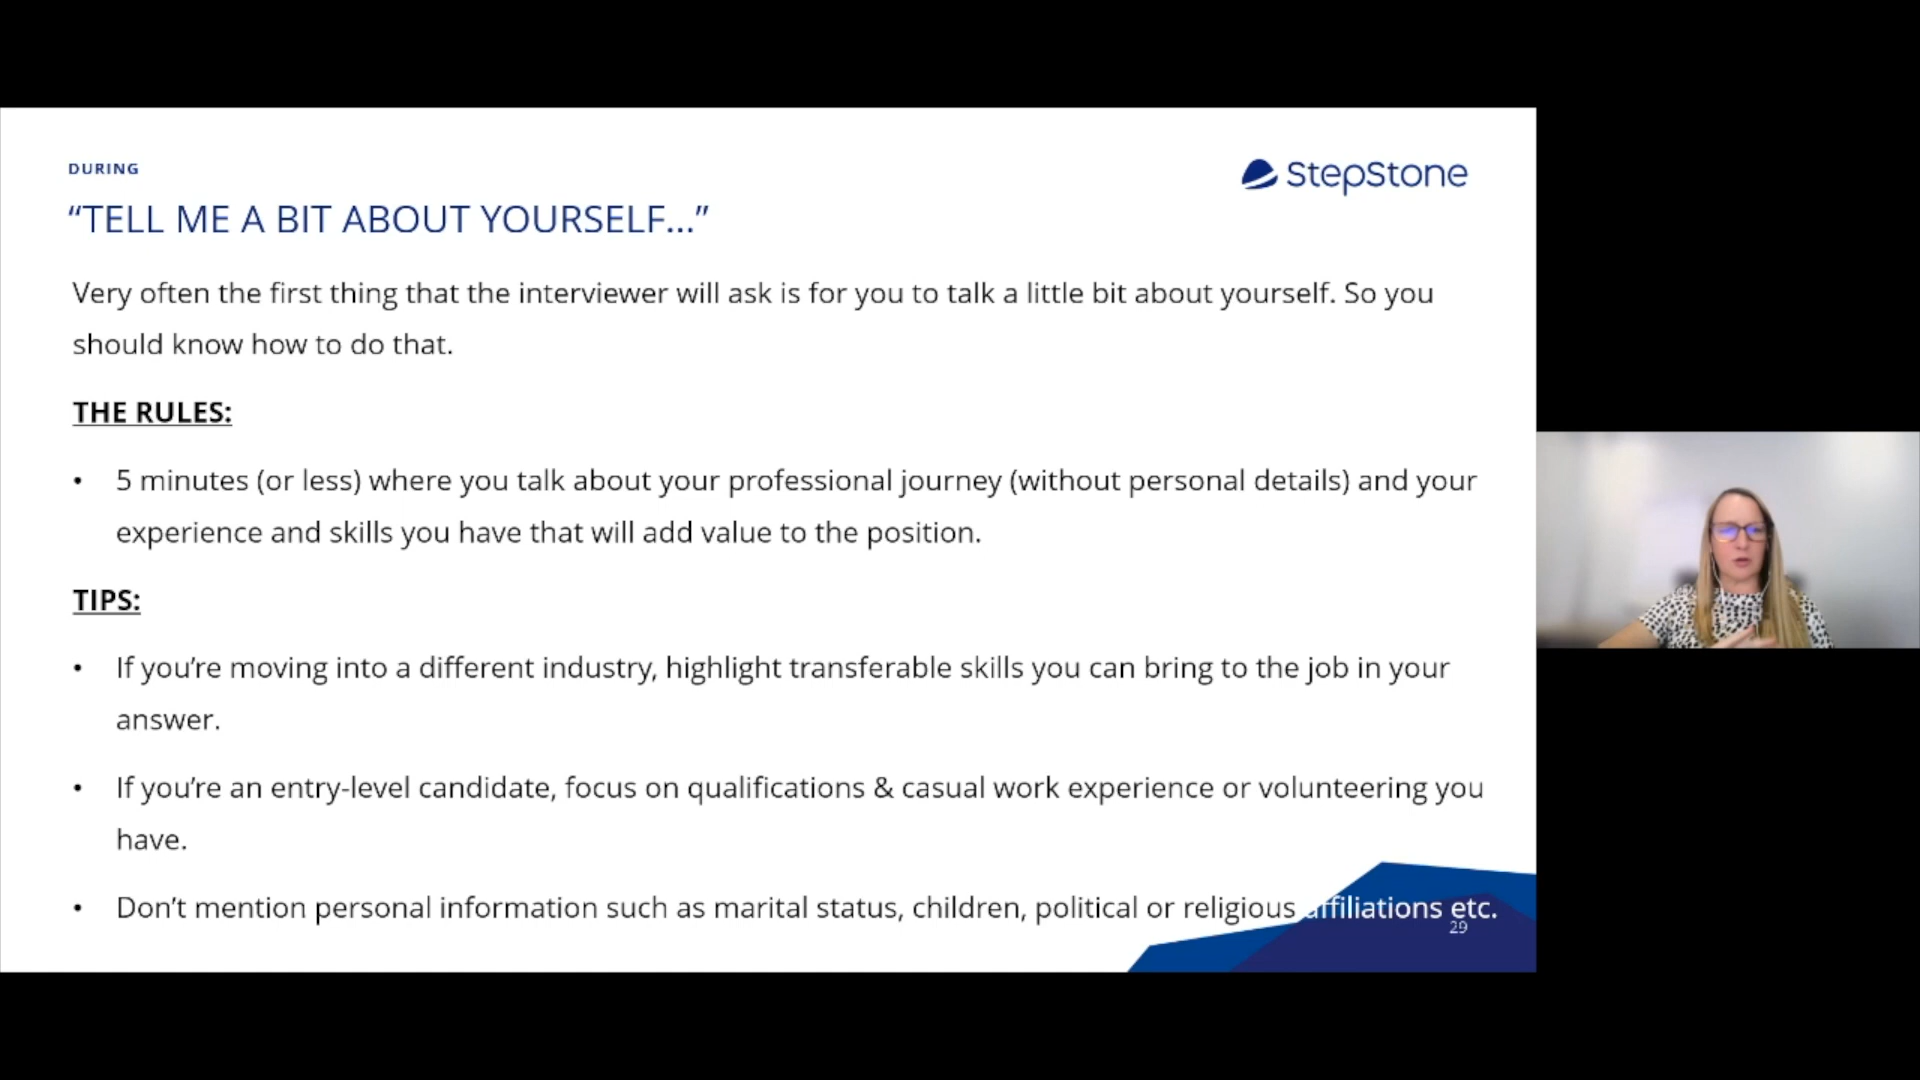 DURING
StepStone
“TELL ME A BIT ABOUT YOURSELF...”
Very often the first thing that the interviewer will ask is for you to talk a little bit about yourself. So you
should know how to do that.
THE RULES:
• 5 minutes (or less) where you talk about your professional journey (without personal details) and your
experience and skills you have that will add value to the position.
TIPS:
• If you’re moving into a different industry, highlight transferable skills you can bring to the job in your
answer.
• If you’re an entry-level candidate, focus on qualifications & casual work experience or volunteering you
have.
• Don’t mention personal information such as marital status, children, political or religious affiliations etc.
29